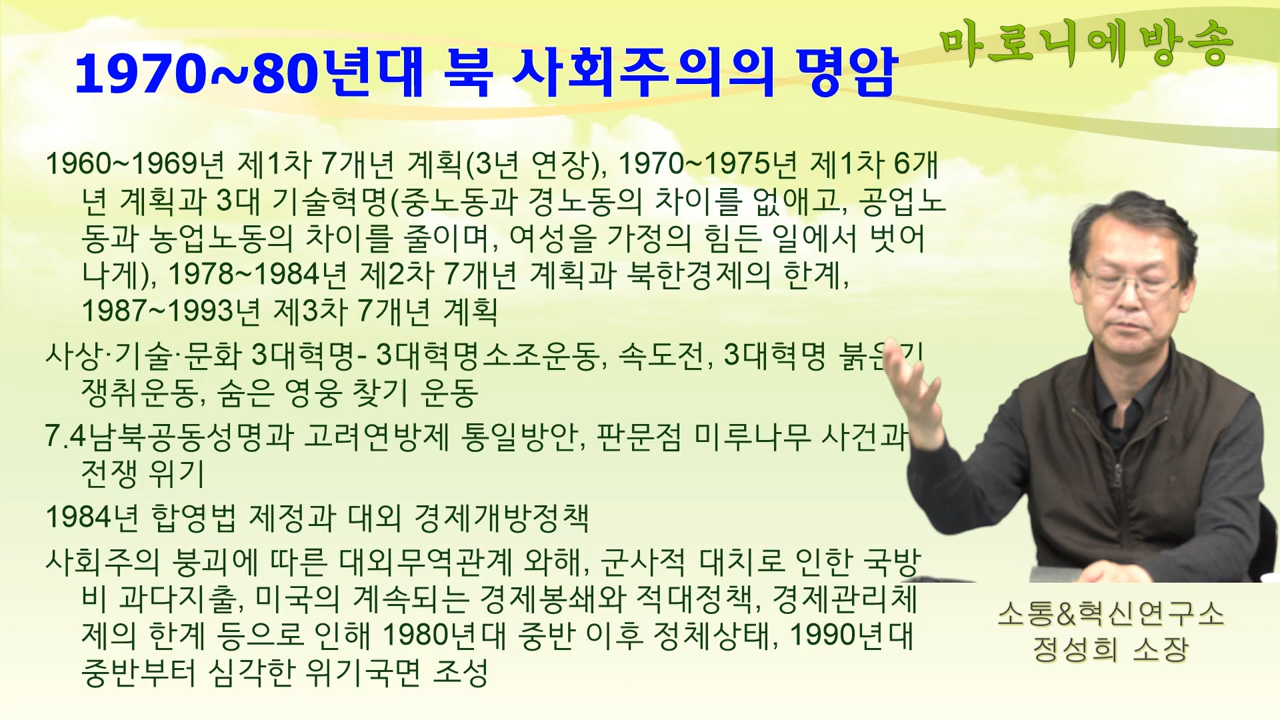 마로니에방송
1970~80년대 북 사회주의의 명암
1960~1969년 제1차 7개년 계획(3년 연장), 1970~1975년 제1차 6개
년 계획과 3대 기술혁명(중노동과 경노동의 차이를 없애고, 공업노
동과 농업노동의 차이를 줄이며, 여성을 가정의 힘든 일에서 벗어
나게), 1978~1984년 제2차 7개년 계획과 북한경제의 한계,
1987~1993년 제3차 7개년 계획
사상·기술·문화 3대혁명- 3대혁명소조운동, 속도전, 3대혁명 붉은기
쟁취운동, 숨은 영웅 찾기 운동
7.4남북공동성명과 고려연방제 통일방안, 판문점 미루나무 사건과
전쟁 위기
1984년 합영법 제정과 대외 경제개방정책
사회주의 붕괴에 따른 대외무역관계 와해, 군사적 대치로 인한 국방
비 과다지출, 미국의 계속되는 경제봉쇄와 적대정책, 경제관리체
제의 한계 등으로 인해 1980년대 중반 이후 정체상태, 1990년대
중반부터 심각한 위기국면 조성
소통&혁신연구소
정성희 소장